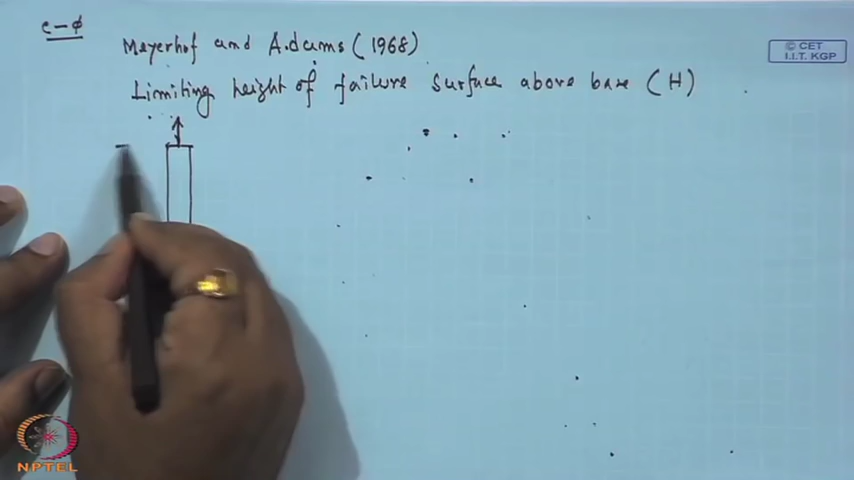 c-φ
Meyerhof and Adams (1968)
Limiting height of failure surface above base (H)
© CET
I.I.T. KGP
NPTEL